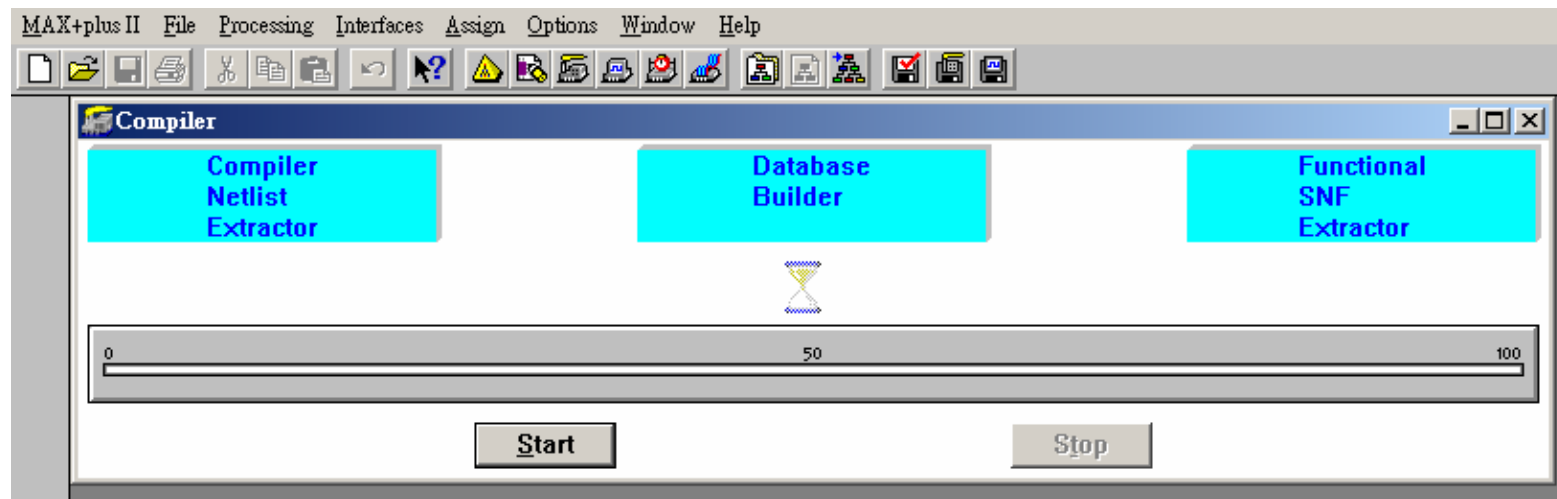 MAX+plus II File Processing Interfaces Assign Options Window Help
Compiler
Compiler
Netlist
Extractor
Database
Builder
Functional
SNF
Extractor
0 50 100
Start Stop